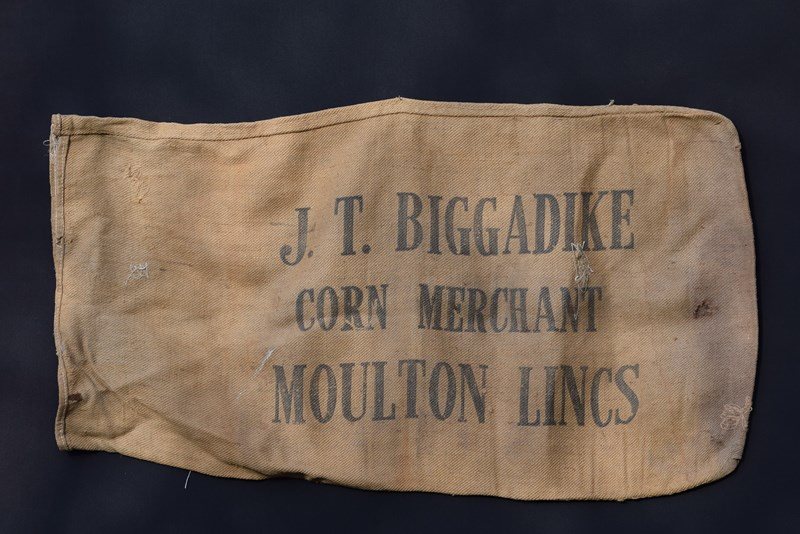 J. T. BIGGADIKE
CORN MERCHANT
MOULTON LINCS